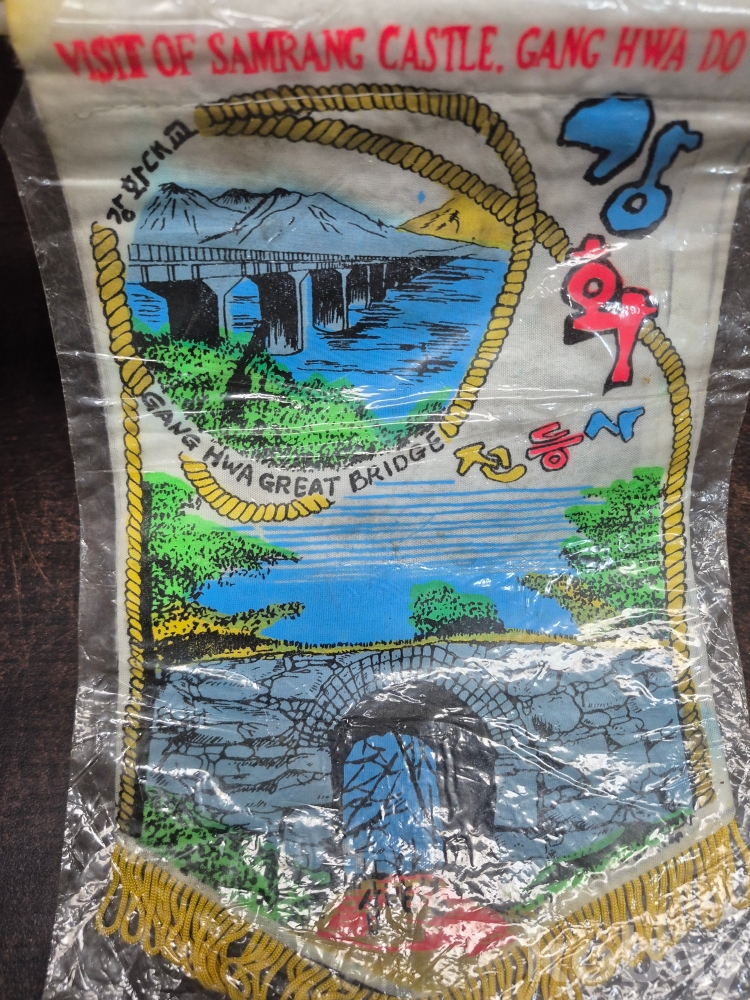 VISIT OF SAMRANG CASTLE, GANG HWA DO
강화대교
강화
GANG HWA GREAT BRIDGE
전등사